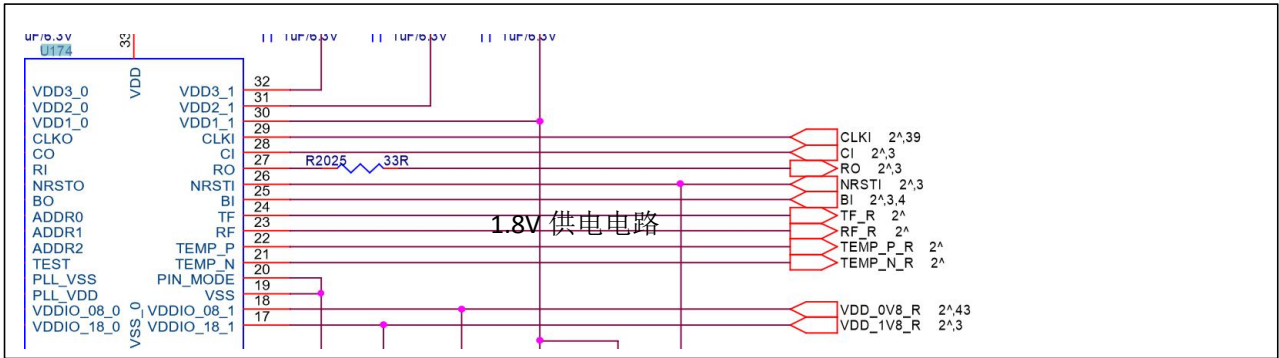 uF/6.3V
1uF/6.3V
1uF/6.3V
1uF/6.3V
U174
33
VDD
VDD3_0 VDD3_1 32
VDD2_0 VDD2_1 31
VDD1_0 VDD1_1 30
CLKO CLKI 29 CLKI 2^,39
CO CI 28 CI 2^,3
RI RO 27 R2025 33R RO 2^,3
NRSTO NRSTI 26 NRSTI 2^,3
BO BI 25 BI 2^,3,4
ADDR0 TF 24 TF_R 2^
1.8V 供电电路
ADDR1 RF 23 RF_R 2^
ADDR2 TEMP_P 22 TEMP_P_R 2^
TEST TEMP_N 21 TEMP_N_R 2^
PLL_VSS PIN_MODE 20
PLL_VDD VSS 19
VDDIO_08_0 VDDIO_08_1 18 VDD_0V8_R 2^,43
VDDIO_18_0 VDDIO_18_1 17 VDD_1V8_R 2^,3
VSS_0